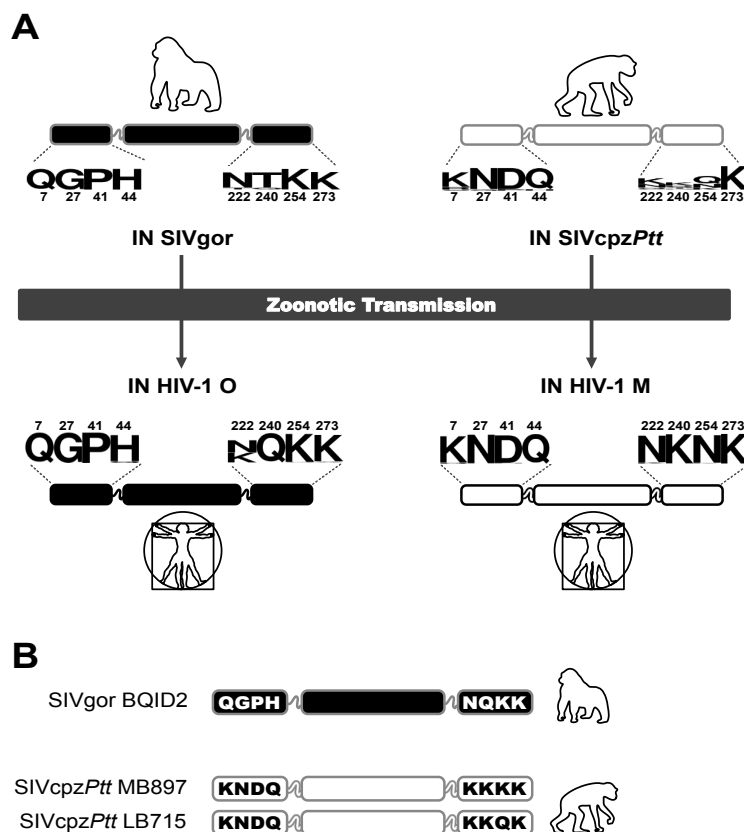 A
QGPH NTKK KNDQ K
7 27 41 44 222 240 254 273 7 27 41 44 222 240 254 273
IN SIVgor IN SIVcpzPtt
Zoonotic Transmission
IN HIV-1 O IN HIV-1 M
7 27 41 44 222 240 254 273 7 27 41 44 222 240 254 273
QGPH NQKK KNDQ NKNK
B
SIVgor BQID2 QGPH NQKK
SIVcpzPtt MB897 KNDQ KKKK
SIVcpzPtt LB715 KNDQ KKQK